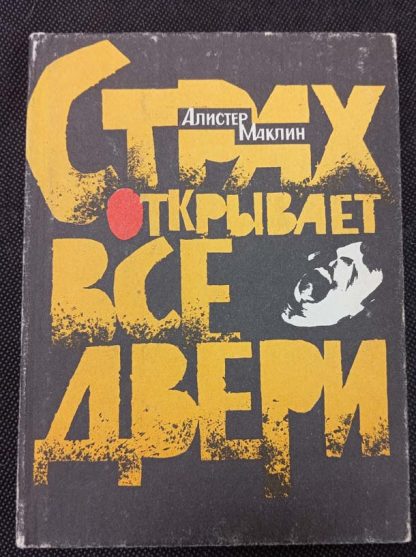 СТРАХ
АЛИСТЕР
МАКЛИН
ОТКРЫВАЕТ
ВСЕ
ДВЕРИ